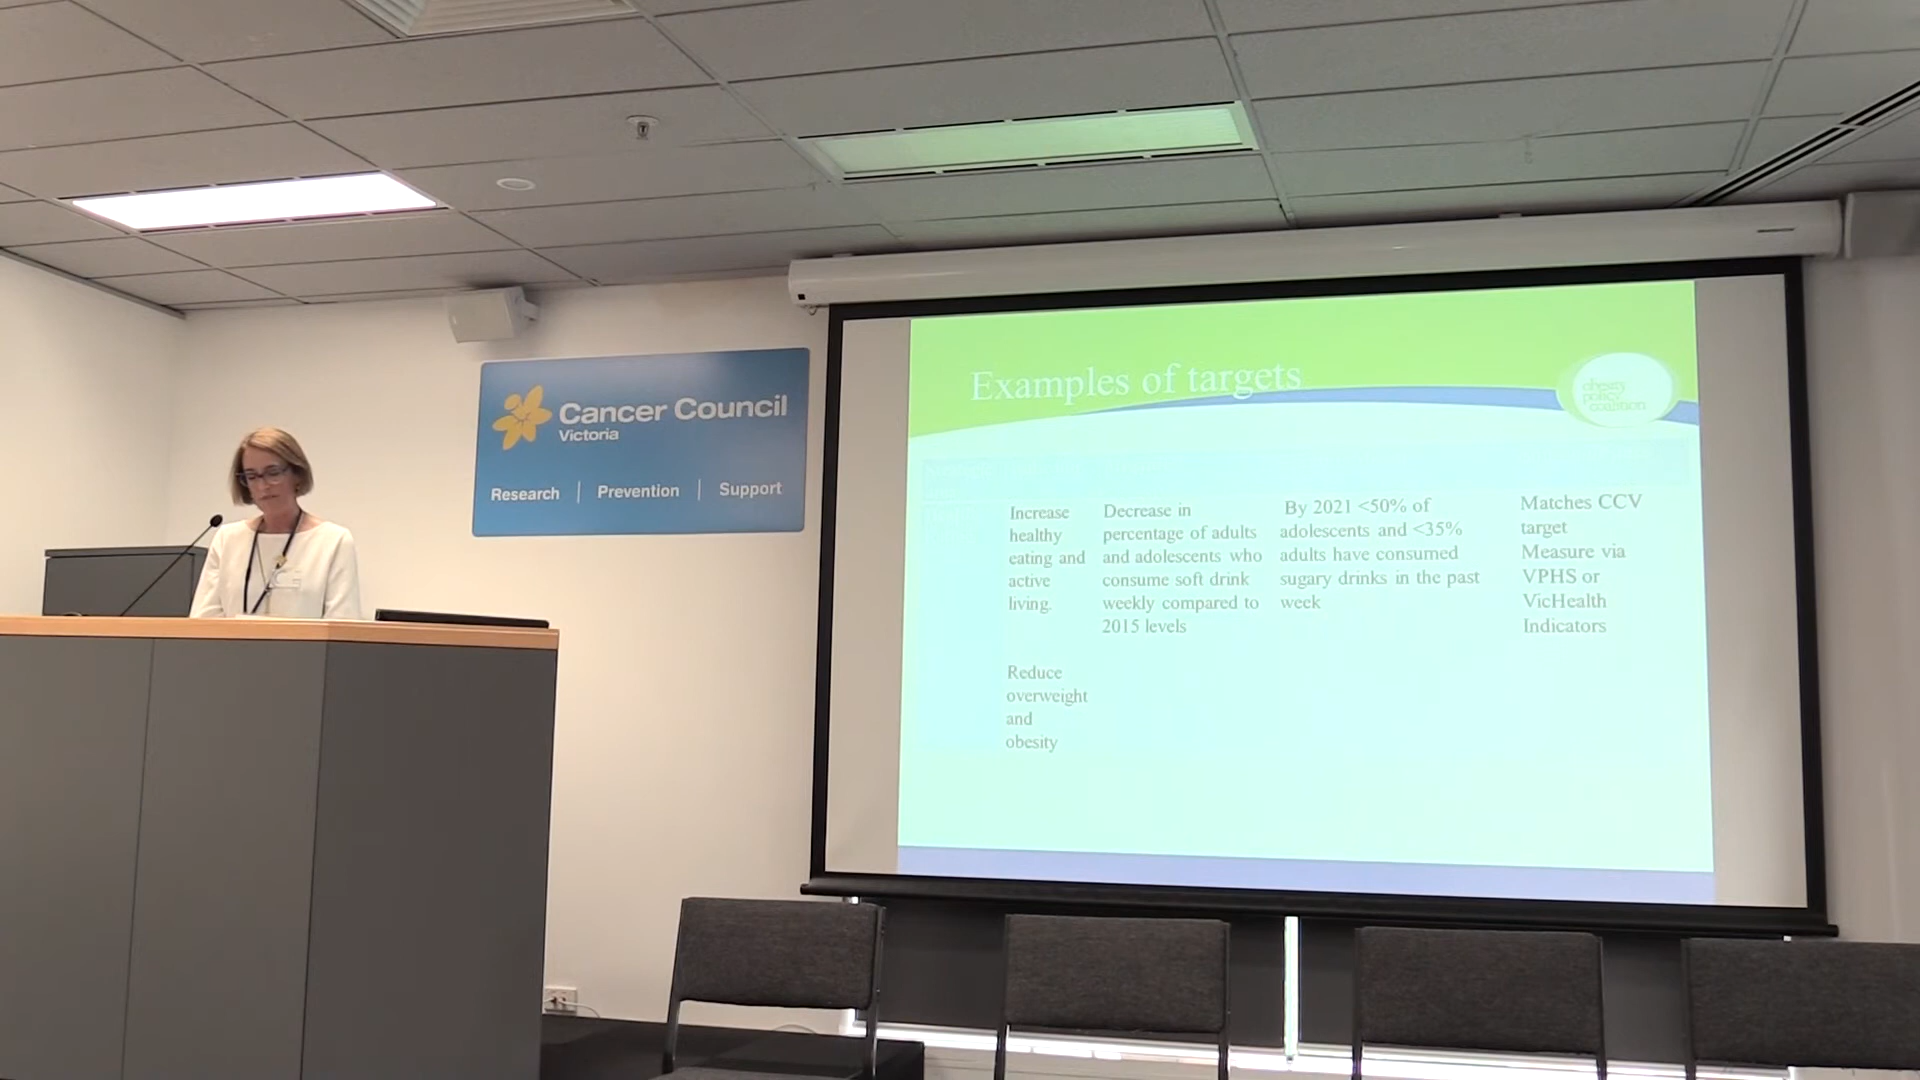 Cancer Council
Victoria
Research
Prevention
Support
Examples of targets
obesity
policy
coalition
Increase
healthy
eating and
active
living.
Decrease in
percentage of adults
and adolescents who
consume soft drink
weekly compared to
2015 levels
By 2021 <50% of
adolescents and <35%
adults have consumed
sugary drinks in the past
week
Matches CCV
target
Measure via
VPHS or
VicHealth
Indicators
Reduce
overweight
and
obesity